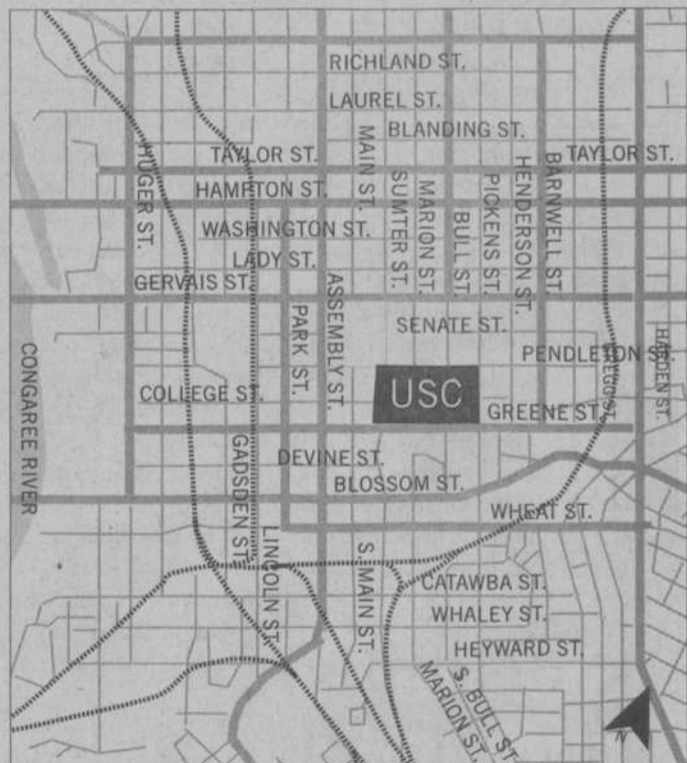 RICHLAND ST.
LAUREL ST.
BLANDING ST.
TAYLOR ST.
TAYLOR ST.
HAMPTON ST.
WASHINGTON ST.
LADY ST.
GERVAIS ST.
HUGER ST.
MAIN ST.
SUMTER ST.
MARION ST.
BULL ST.
PICKENS ST.
HENDERSON ST.
BARNWELL ST.
ASSEMBLY ST.
PARK ST.
SENATE ST.
PENDLETON ST.
HARDEN ST.
GREGG ST.
USC
COLLEGE ST.
GREENE ST.
CONGAREE RIVER
GADSDEN ST.
DEVINE ST.
BLOSSOM ST.
WHEAT ST.
LINCOLN ST.
S. MAIN ST.
CATAWBA ST.
WHALEY ST.
HEYWARD ST.
S. BULL ST.
MARION ST.
N